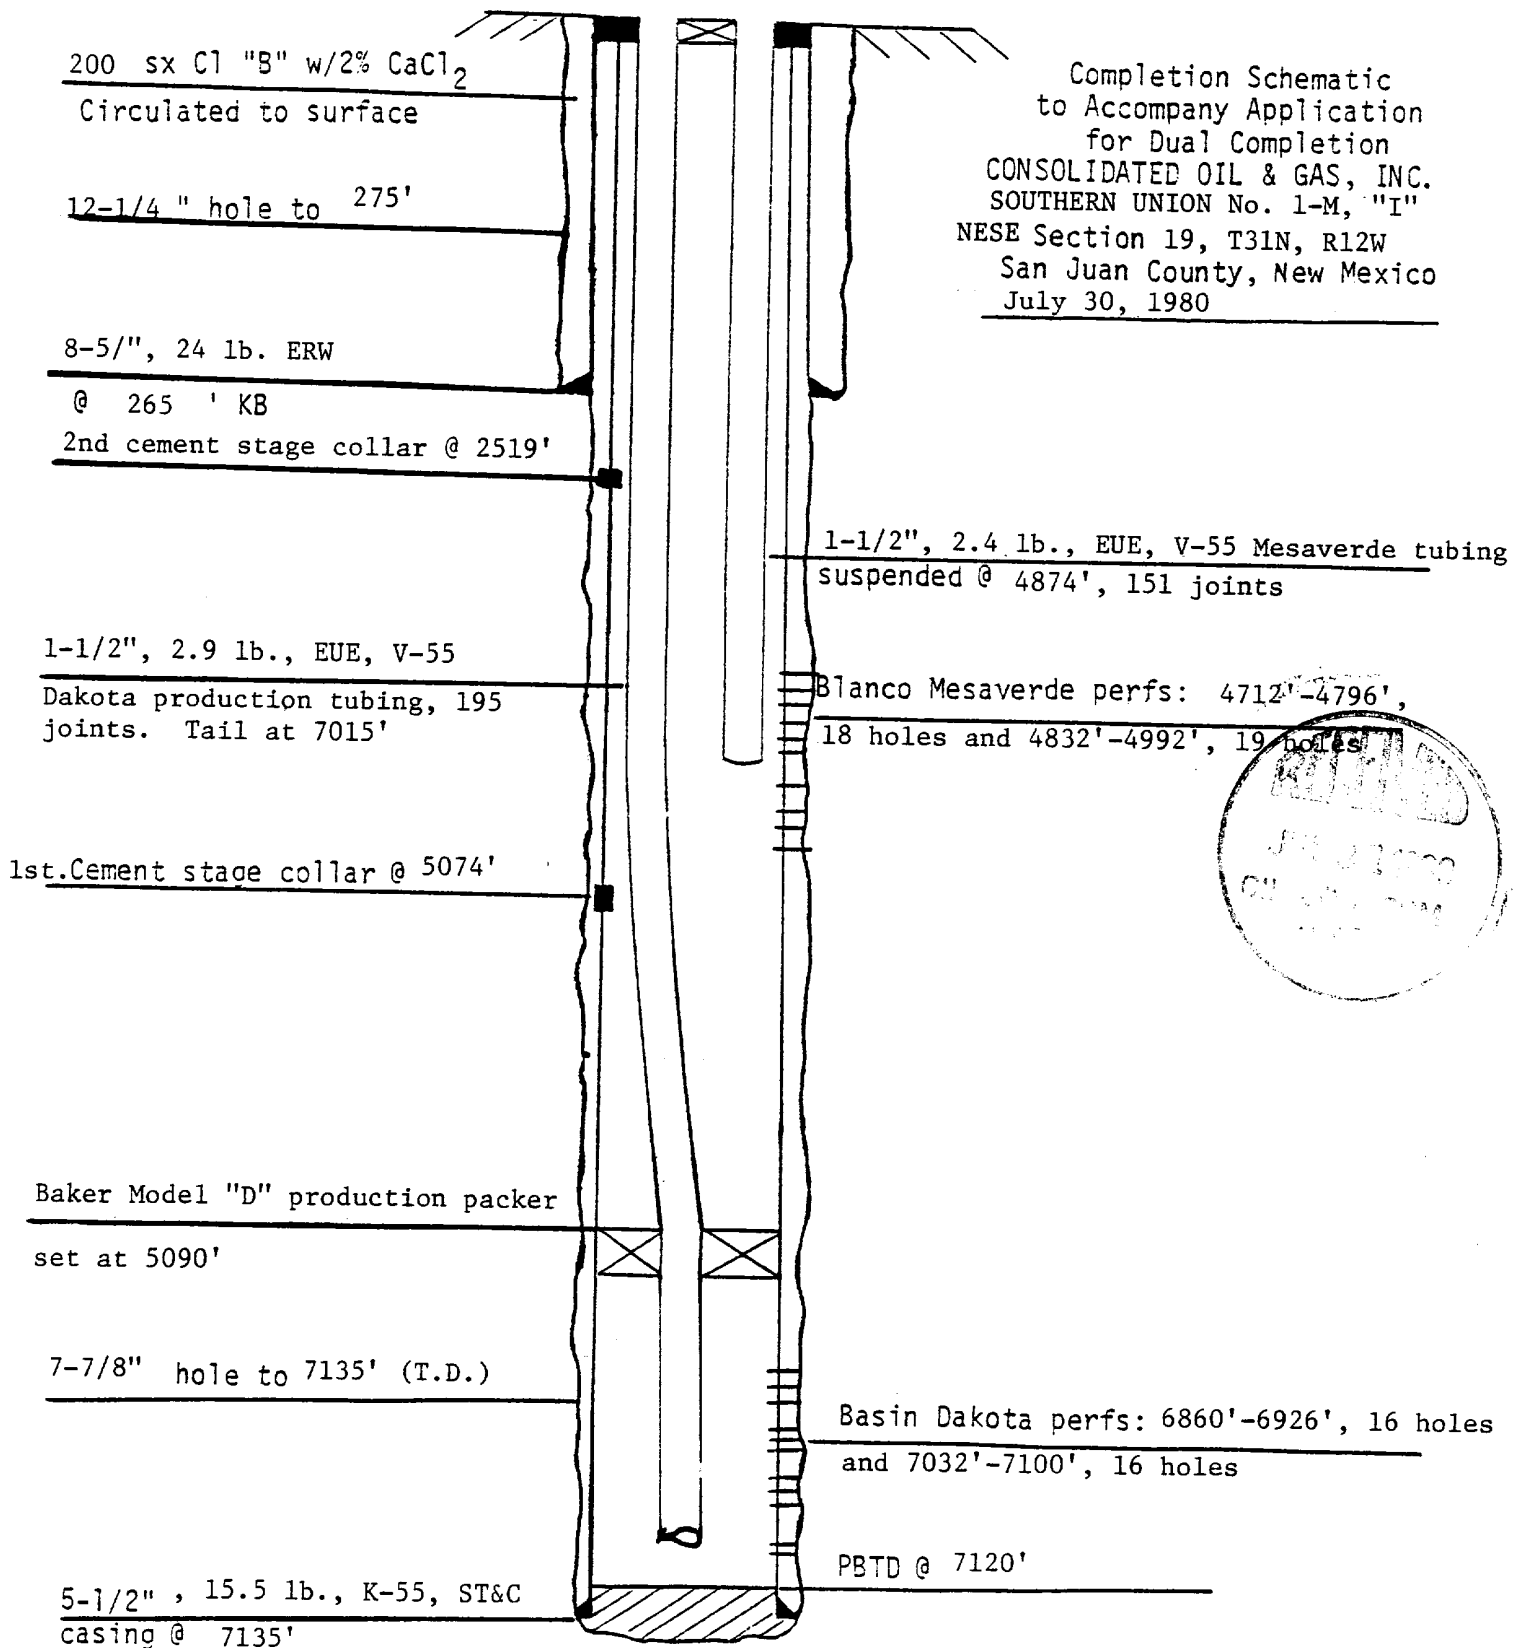 Completion Schematic
to Accompany Application
for Dual Completion
CONSOLIDATED OIL & GAS, INC.
SOUTHERN UNION No. 1-M, "I"
NESE Section 19, T31N, R12W
San Juan County, New Mexico
July 30, 1980
200 sx Cl "B" w/2% CaCl2
Circulated to surface
12-1/4 " hole to 275'
8-5/", 24 lb. ERW
@ 265 ' KB
2nd cement stage collar @ 2519'
1-1/2", 2.4 lb., EUE, V-55 Mesaverde tubing
suspended @ 4874', 151 joints
1-1/2", 2.9 lb., EUE, V-55
Dakota production tubing, 195
joints. Tail at 7015'
Blanco Mesaverde perfs: 4712'-4796',
18 holes and 4832'-4992', 19 holes
1st.Cement stage collar @ 5074'
Baker Model "D" production packer
set at 5090'
7-7/8" hole to 7135' (T.D.)
Basin Dakota perfs: 6860'-6926', 16 holes
and 7032'-7100', 16 holes
PBTD @ 7120'
5-1/2" , 15.5 lb., K-55, ST&C
casing @ 7135'